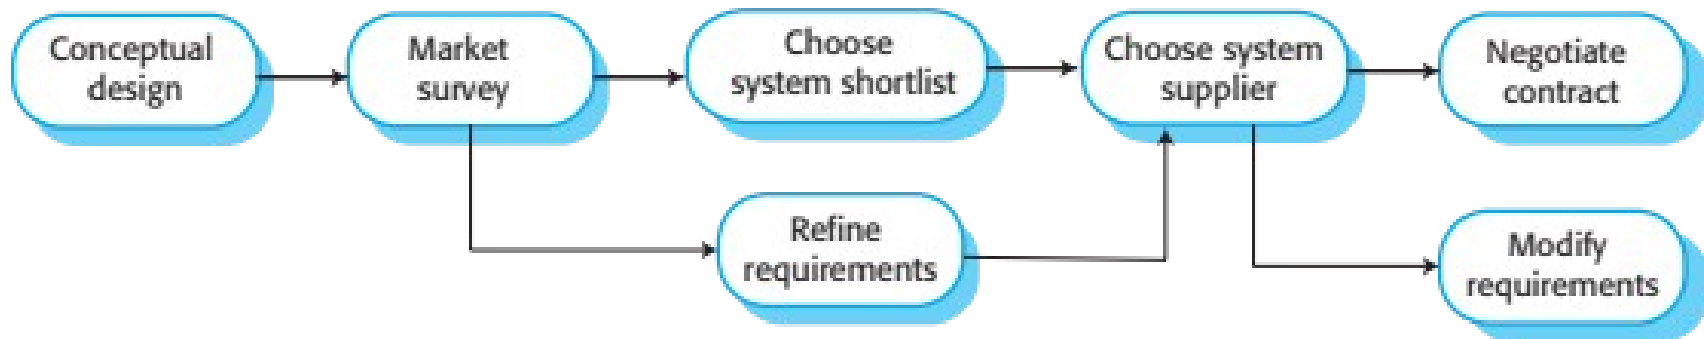 Conceptual
design
Market
survey
Choose
system shortlist
Choose system
supplier
Negotiate
contract
Refine
requirements
Modify
requirements